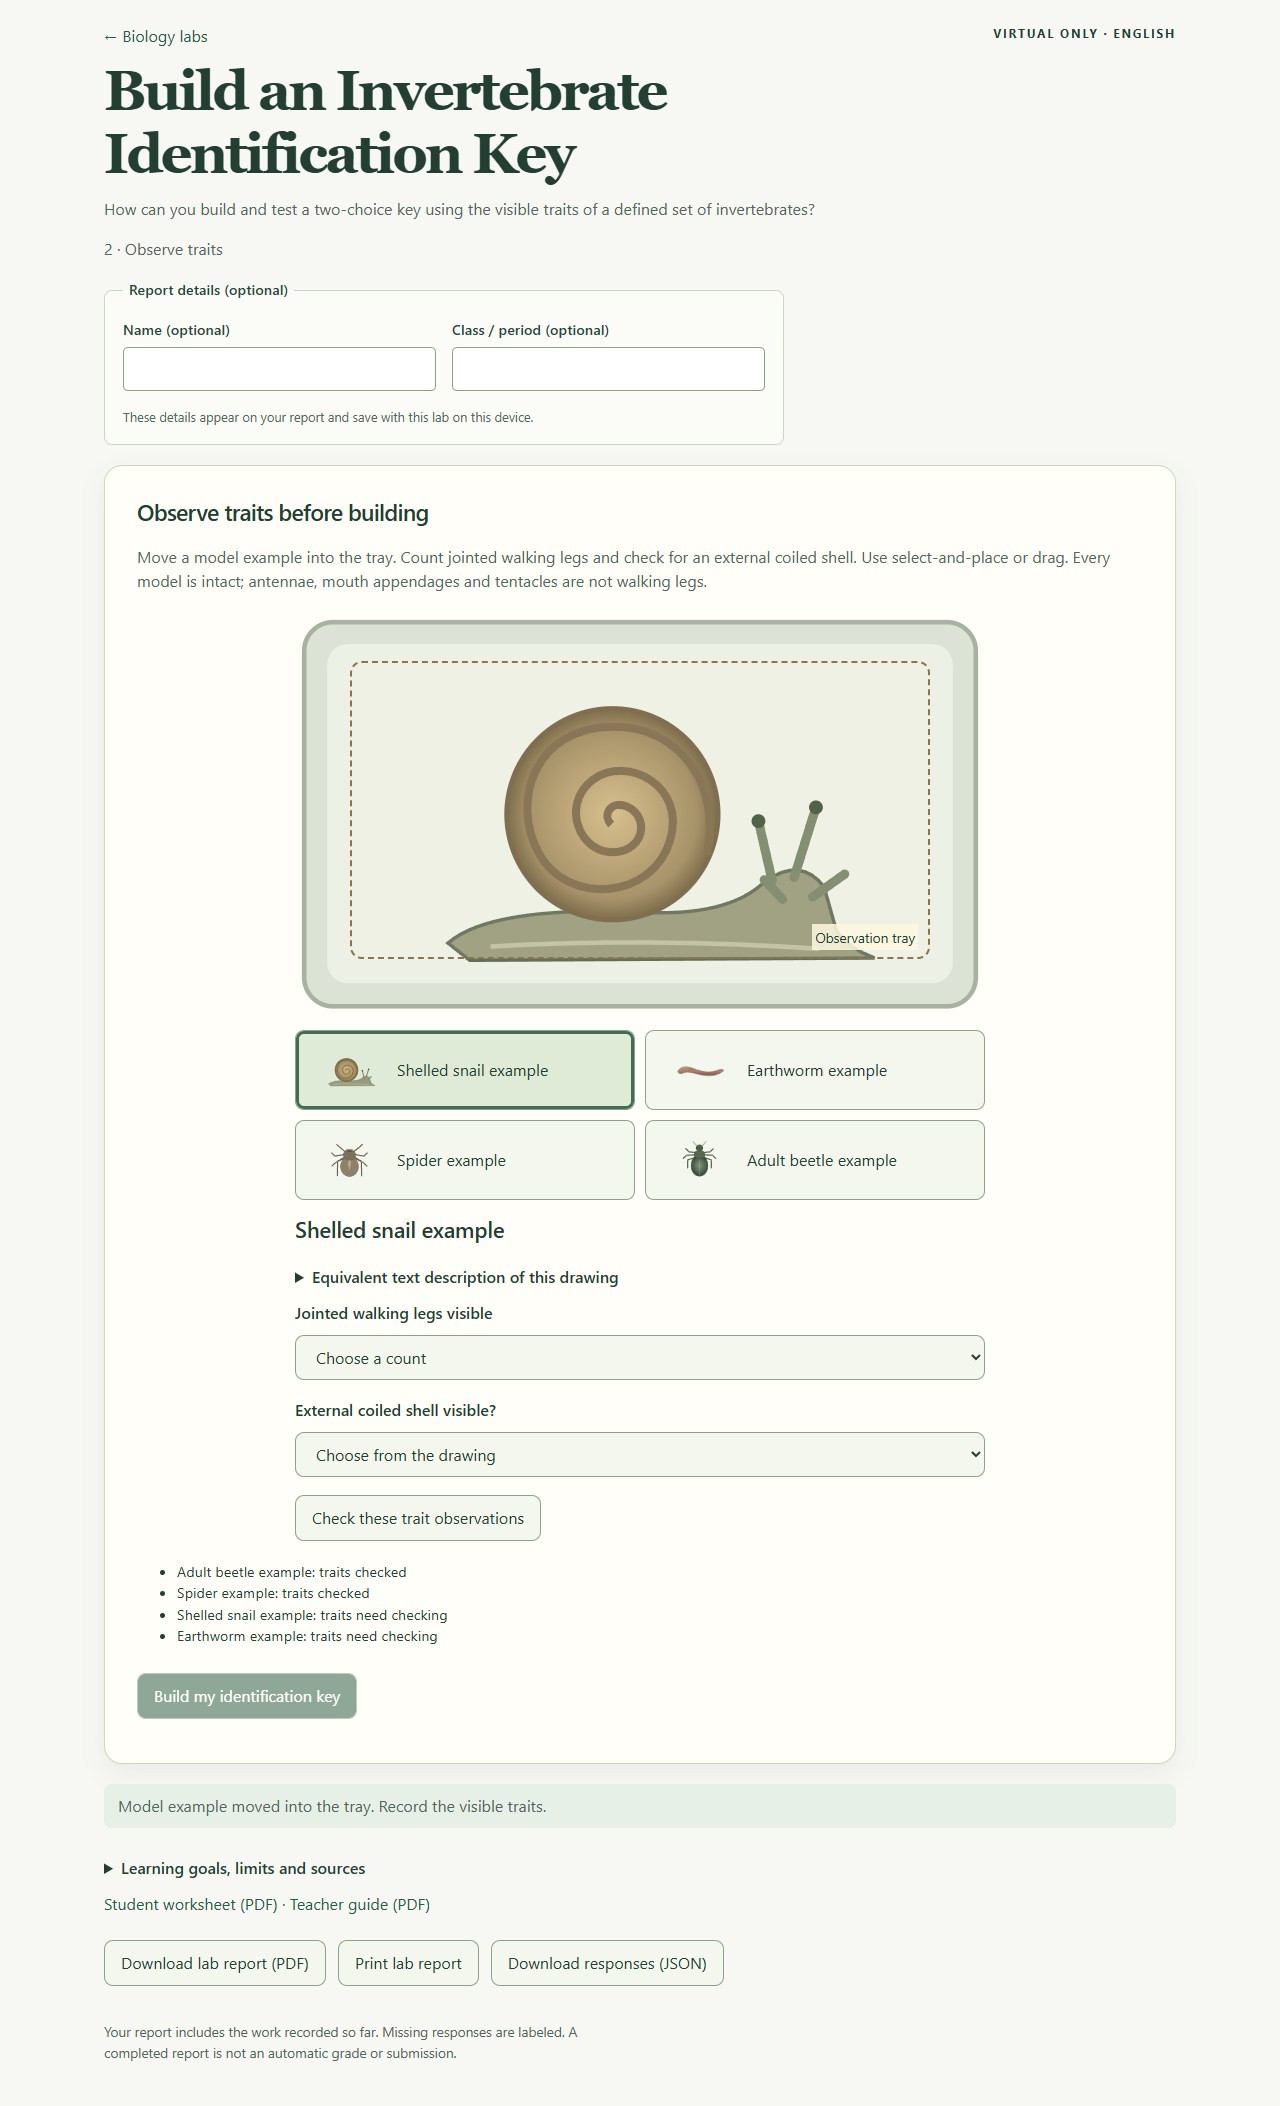 ← Biology labs
VIRTUAL ONLY · ENGLISH
Build an Invertebrate
Identification Key
How can you build and test a two-choice key using the visible traits of a defined set of invertebrates?
2 · Observe traits
Report details (optional)
Name (optional)
Class / period (optional)
These details appear on your report and save with this lab on this device.
Observe traits before building
Move a model example into the tray. Count jointed walking legs and check for an external coiled shell. Use select-and-place or drag. Every
model is intact; antennae, mouth appendages and tentacles are not walking legs.
Observation tray
Shelled snail example
Earthworm example
Spider example
Adult beetle example
Shelled snail example
▶ Equivalent text description of this drawing
Jointed walking legs visible
Choose a count
External coiled shell visible?
Choose from the drawing
Check these trait observations
• Adult beetle example: traits checked
• Spider example: traits checked
• Shelled snail example: traits need checking
• Earthworm example: traits need checking
Build my identification key
Model example moved into the tray. Record the visible traits.
▶ Learning goals, limits and sources
Student worksheet (PDF) · Teacher guide (PDF)
Download lab report (PDF)
Print lab report
Download responses (JSON)
Your report includes the work recorded so far. Missing responses are labeled. A
completed report is not an automatic grade or submission.